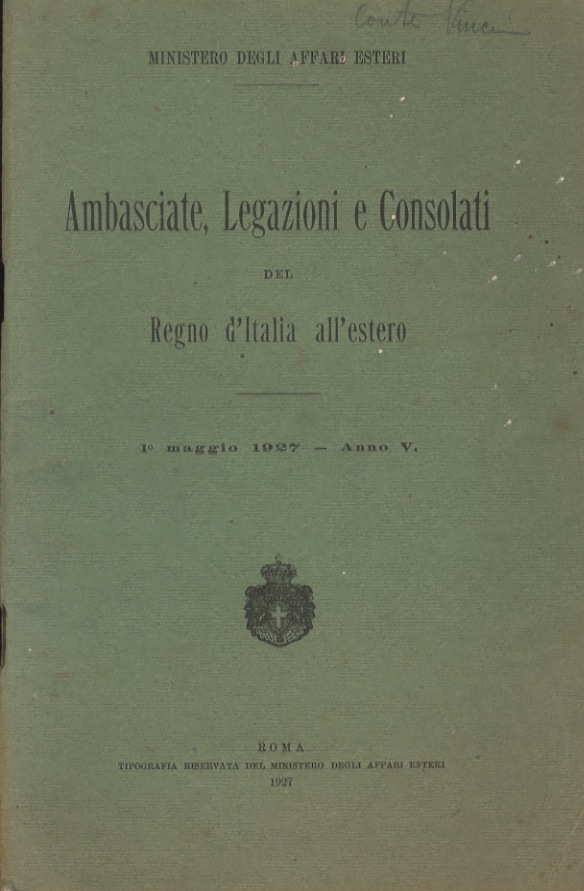 Conte Vinci
MINISTERO DEGLI AFFARI ESTERI
Ambasciate, Legazioni e Consolati
DEL
Regno d'Italia all'estero
1º maggio 1927 — Anno V.
ROMA
TIPOGRAFIA RISERVATA DEL MINISTERO DEGLI AFFARI ESTERI
1927